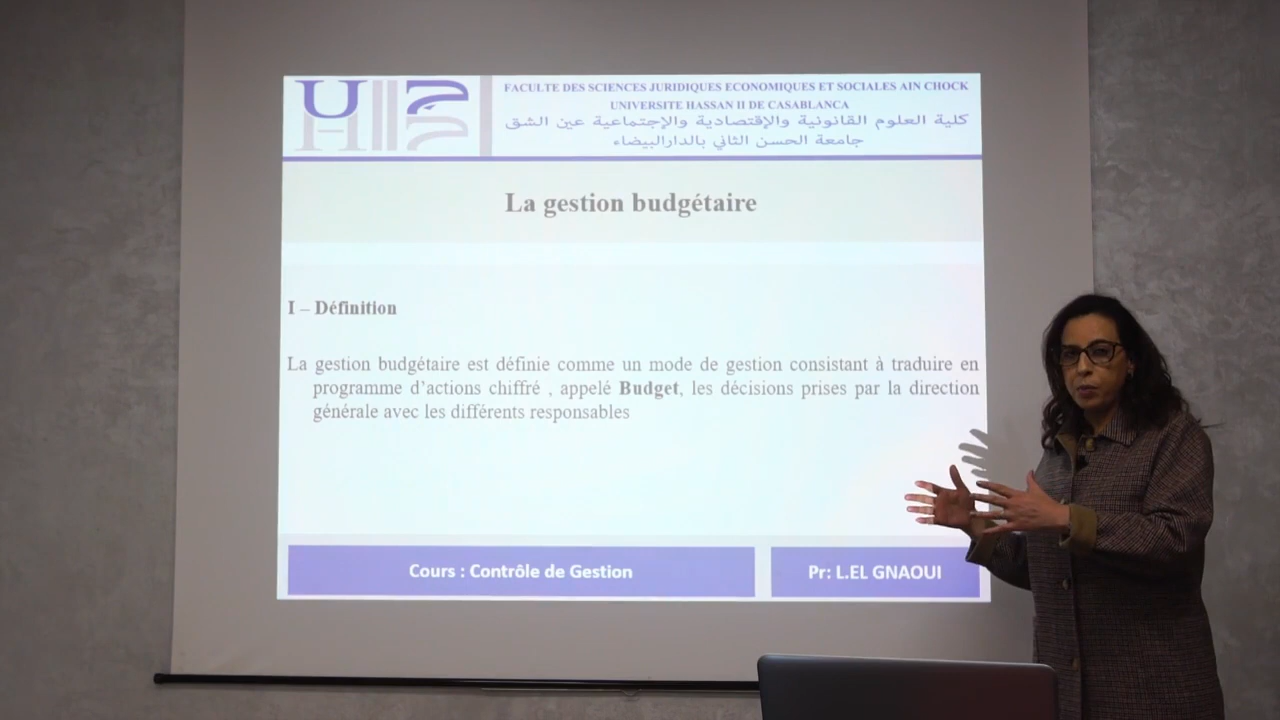 FACULTE DES SCIENCES JURIDIQUES ECONOMIQUES ET SOCIALES AIN CHOCK
UNIVERSITE HASSAN II DE CASABLANCA
كلية العلوم القانونية والإقتصادية والإجتماعية عين الشق
جامعة الحسن الثاني بالدارالبيضاء
La gestion budgétaire
I – Définition
La gestion budgétaire est définie comme un mode de gestion consistant à traduire en
programme d’actions chiffré , appelé Budget, les décisions prises par la direction
générale avec les différents responsables
Cours : Contrôle de Gestion
Pr: L.EL GNAOUI